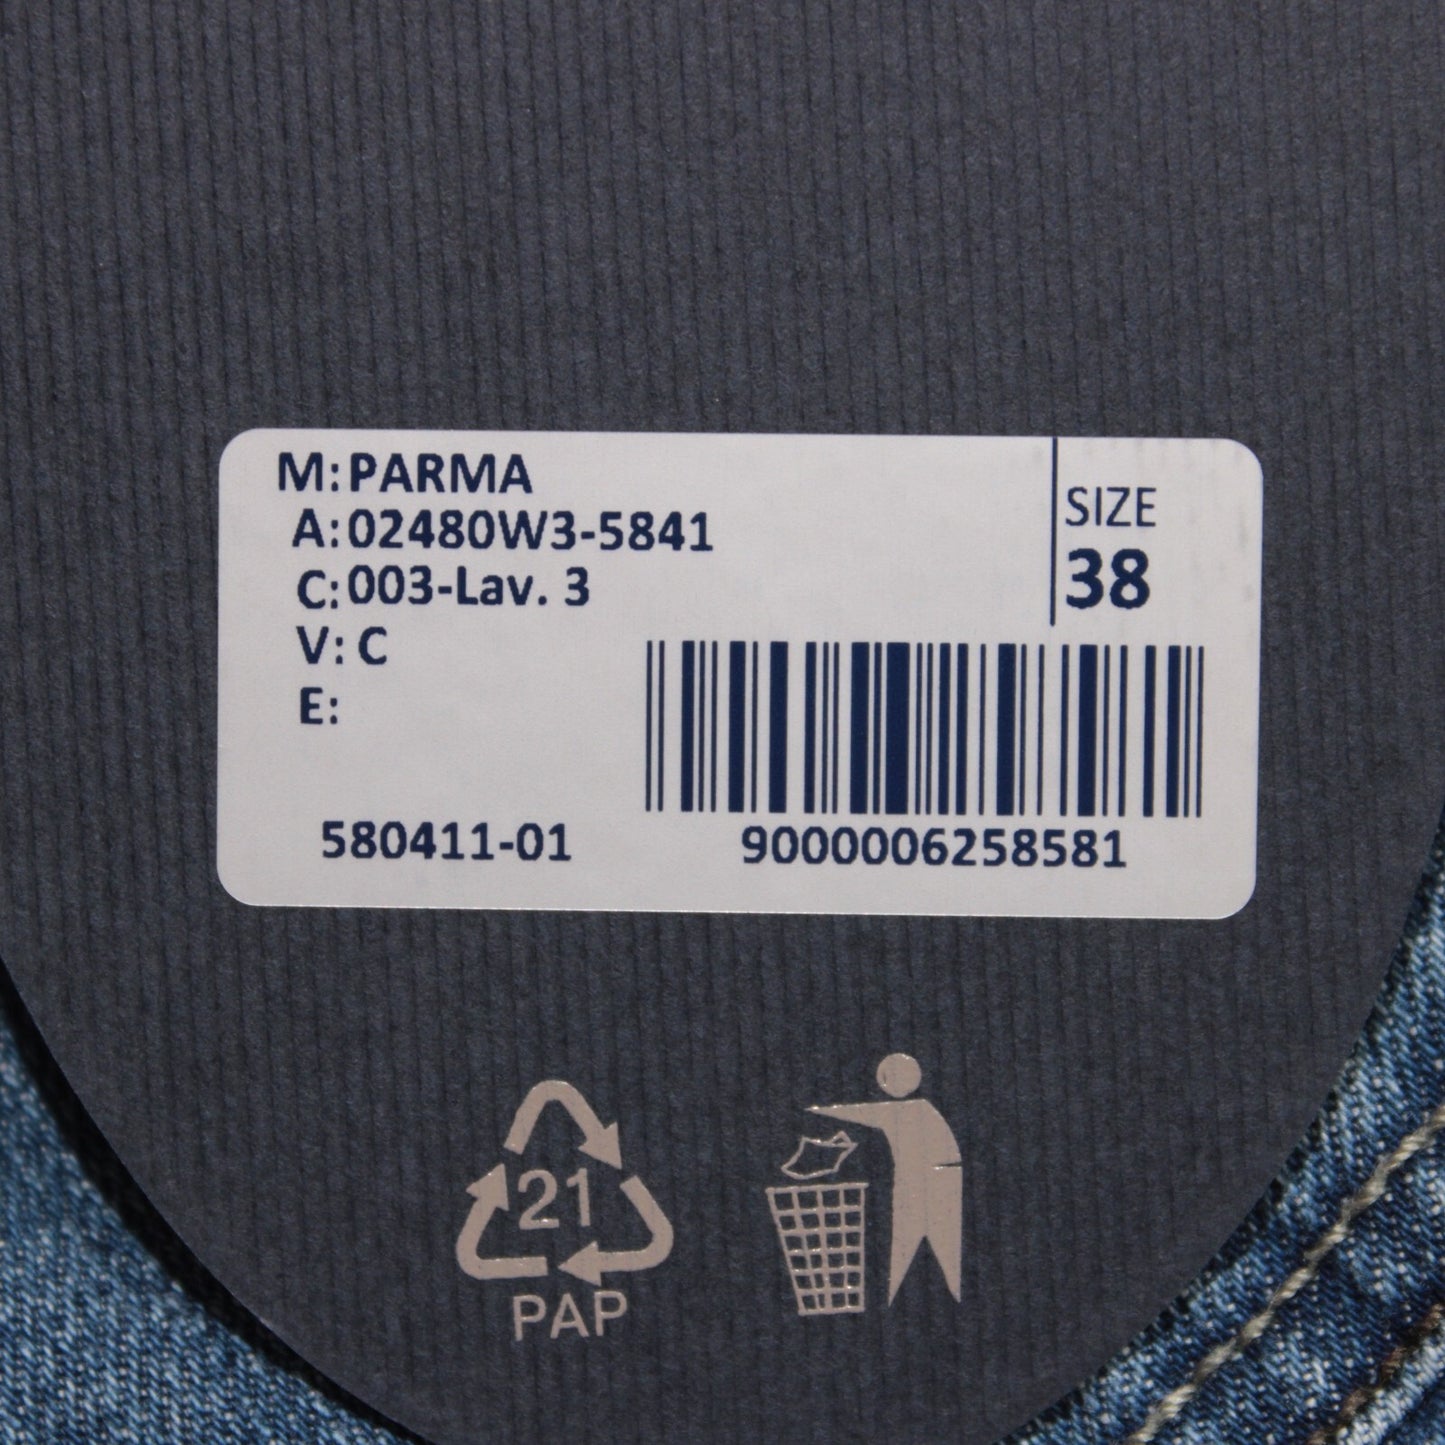 M: PARMA
A: 02480W3-5841
C: 003-Lav. 3
V: C
E:
SIZE
38
580411-01
9000006258581
21
PAP